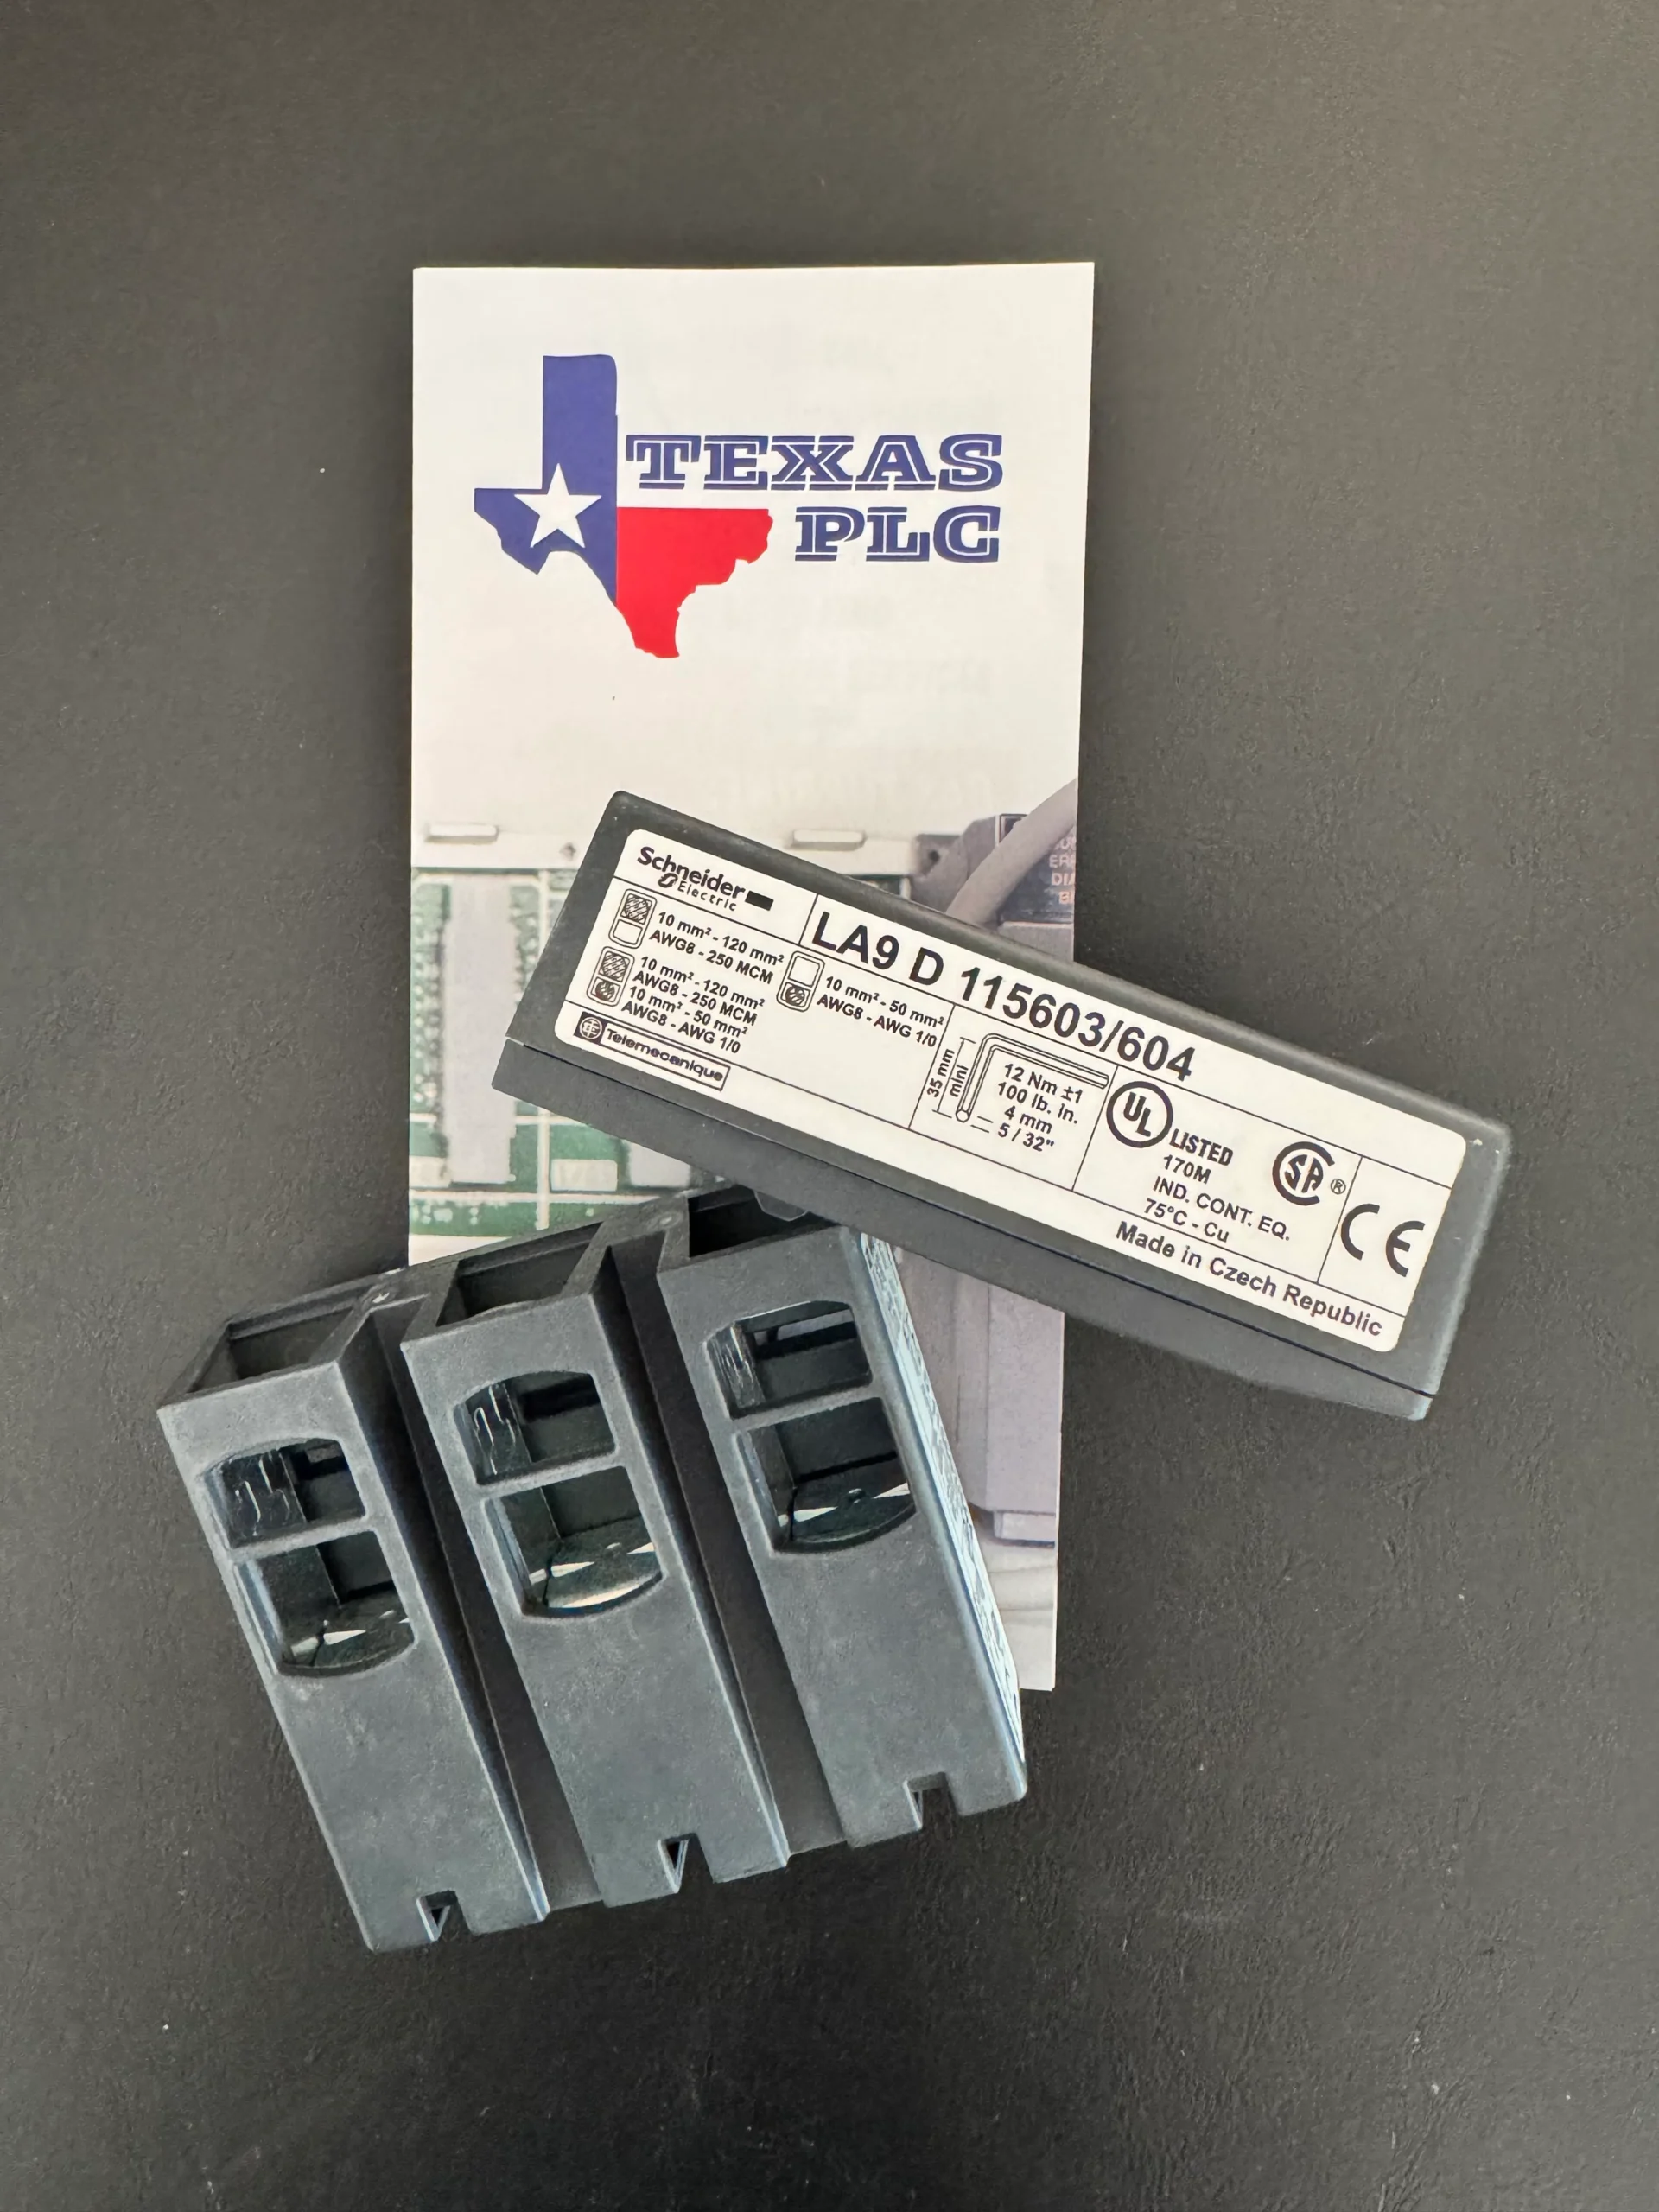 TEXAS
PLC
Schneider
Electric
LA9 D 115603/604
10 mm² - 120 mm²
AWG8 - 250 MCM
10 mm² - 120 mm²
AWG8 - 250 MCM
10 mm² - 50 mm²
AWG8 - AWG 1/0
10 mm² - 50 mm²
AWG8 - AWG 1/0
Telemecanique
35 mm
mini
12 Nm ±1
100 lb. in.
4 mm
5 / 32"
UL LISTED
170M
IND. CONT. EQ.
75°C - Cu
SA ®
CE
Made in Czech Republic